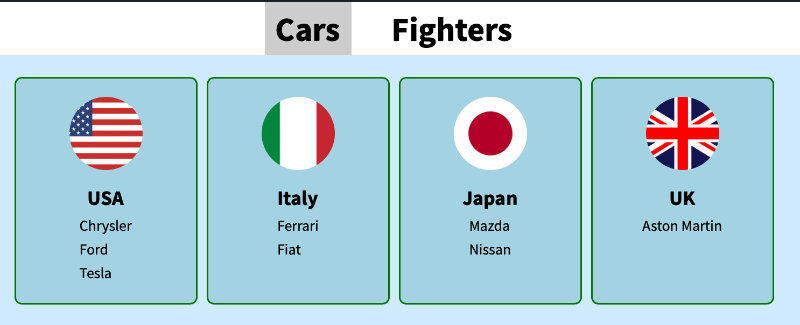 Cars Fighters
USA
Chrysler
Ford
Tesla
Italy
Ferrari
Fiat
Japan
Mazda
Nissan
UK
Aston Martin